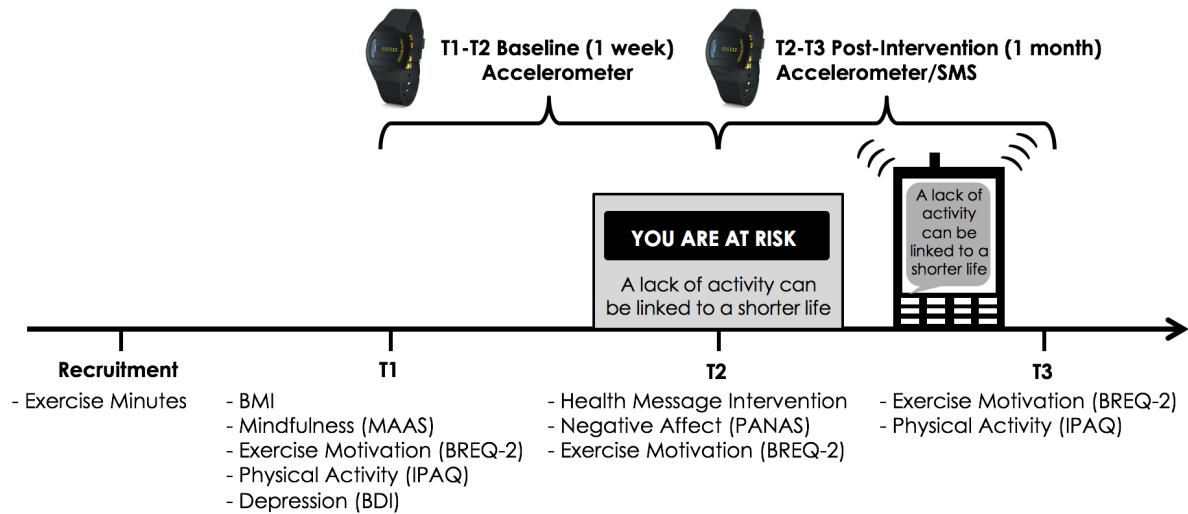 T1-T2 Baseline (1 week)
Accelerometer
T2-T3 Post-Intervention (1 month)
Accelerometer/SMS
YOU ARE AT RISK
A lack of activity can
be linked to a shorter life
A lack of
activity
can be
linked to a
shorter life
Recruitment
- Exercise Minutes
T1
- BMI
- Mindfulness (MAAS)
- Exercise Motivation (BREQ-2)
- Physical Activity (IPAQ)
- Depression (BDI)
T2
- Health Message Intervention
- Negative Affect (PANAS)
- Exercise Motivation (BREQ-2)
T3
- Exercise Motivation (BREQ-2)
- Physical Activity (IPAQ)